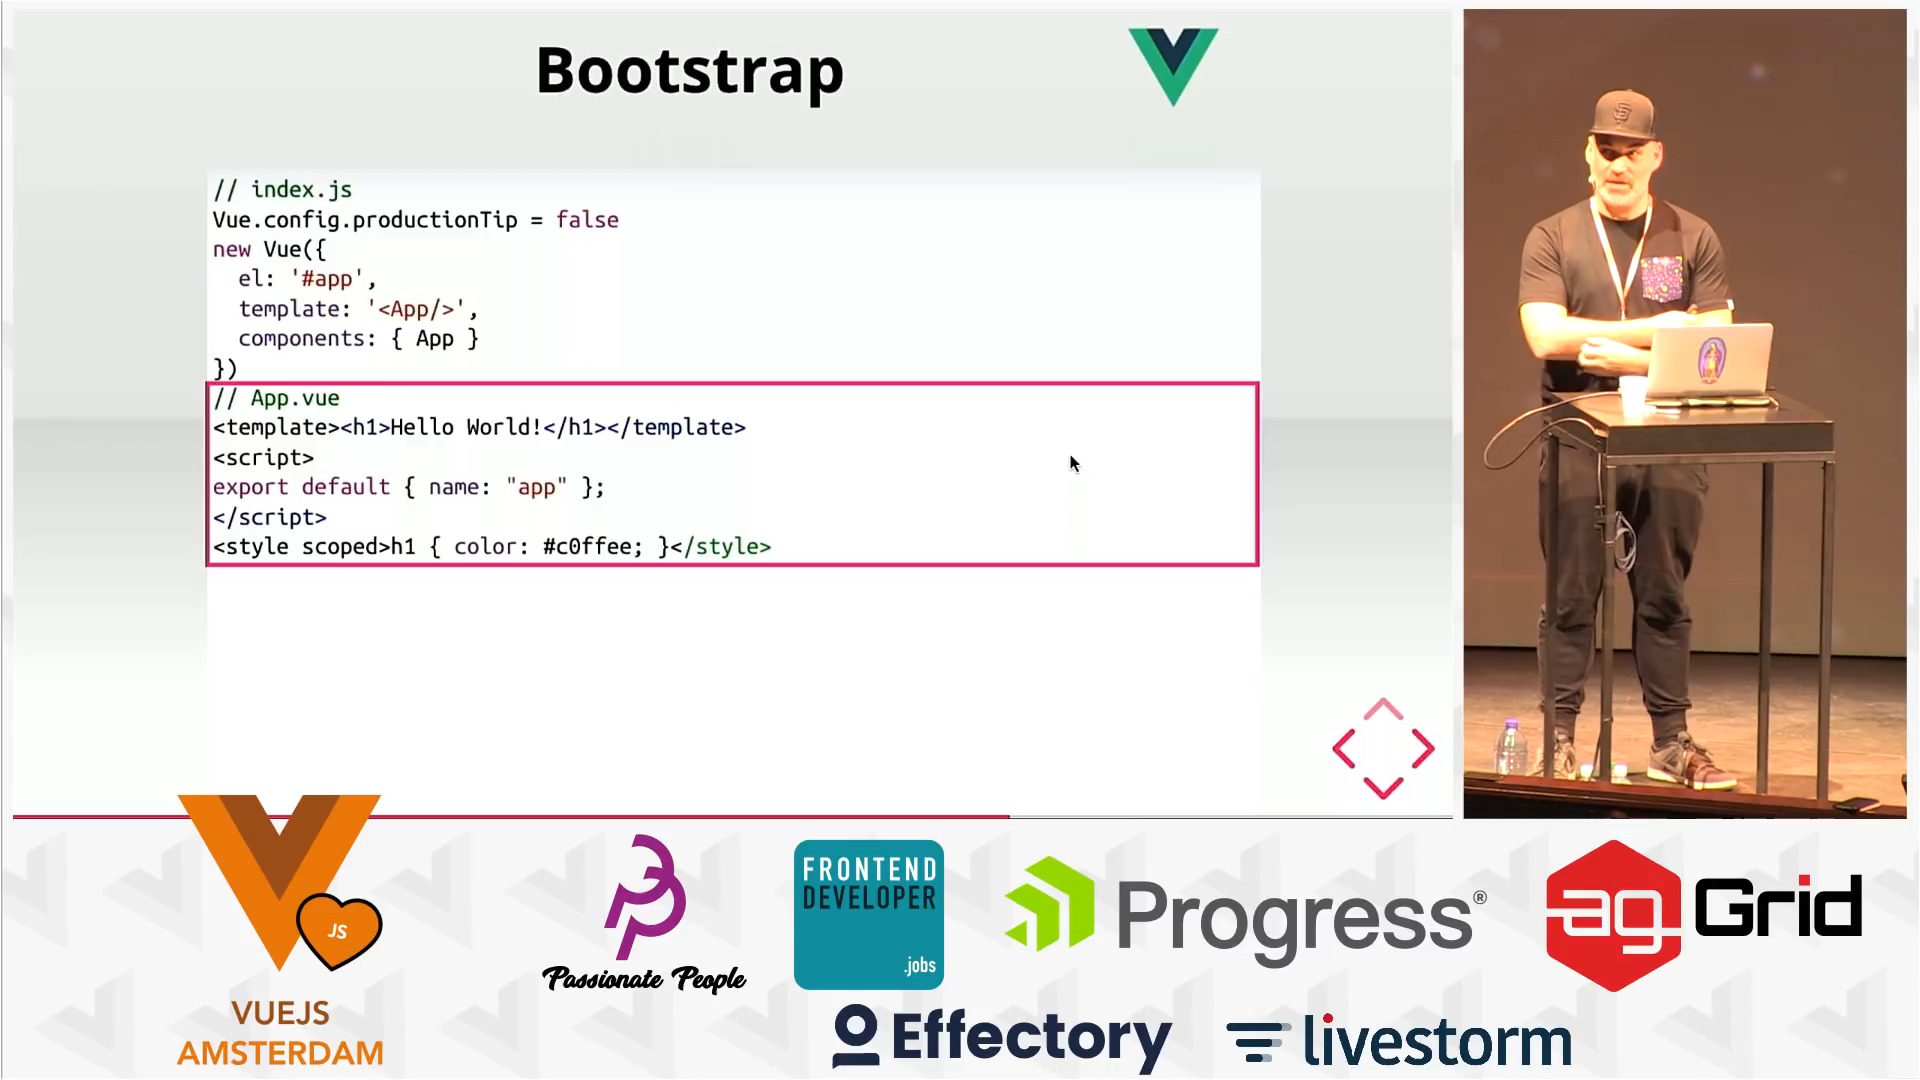 Bootstrap
// index.js
Vue.config.productionTip = false
new Vue({
  el: '#app',
  template: '<App/>',
  components: { App }
})
// App.vue
<template><h1>Hello World!</h1></template>
<script>
export default { name: "app" };
</script>
<style scoped>h1 { color: #c0ffee; }</style>
SF
JS
VUEJS
AMSTERDAM
Passionate People
FRONTEND
DEVELOPER
.jobs
Progress®
ag Grid
Effectory
livestorm